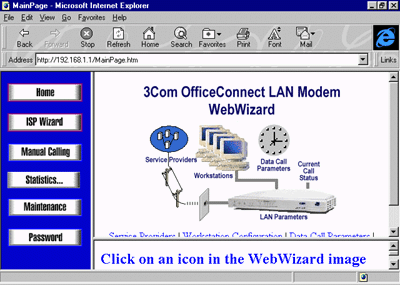 MainPage - Microsoft Internet Explorer
File Edit View Go Favorites Help
Back Forward Stop Refresh Home Search Favorites Print Font Mail
Address http://192.168.1.1/MainPage.htm Links
Home
ISP Wizard
Manual Calling
Statistics...
Maintenance
Password
3Com OfficeConnect LAN Modem
WebWizard
Service Providers
Workstations
Data Call
Parameters
Current
Call
Status
LAN Parameters
Service Providers | Workstation Configuration | Data Call Parameters |
Click on an icon in the WebWizard image